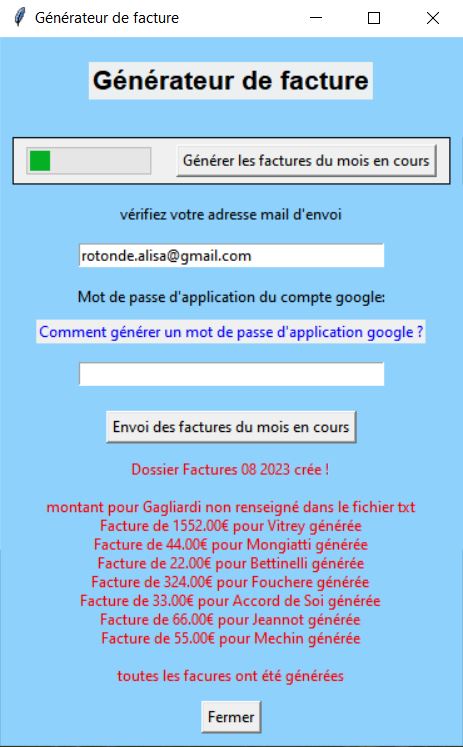 Générateur de facture
Générateur de facture
Générer les factures du mois en cours
vérifiez votre adresse mail d'envoi
rotonde.alisa@gmail.com
Mot de passe d'application du compte google:
Comment générer un mot de passe d'application google ?
Envoi des factures du mois en cours
Dossier Factures 08 2023 crée !
montant pour Gagliardi non renseigné dans le fichier txt
Facture de 1552.00€ pour Vitrey générée
Facture de 44.00€ pour Mongiatti générée
Facture de 22.00€ pour Bettinelli générée
Facture de 324.00€ pour Fouchere générée
Facture de 33.00€ pour Accord de Soi générée
Facture de 66.00€ pour Jeannot générée
Facture de 55.00€ pour Mechin générée
toutes les facures ont été générées
Fermer